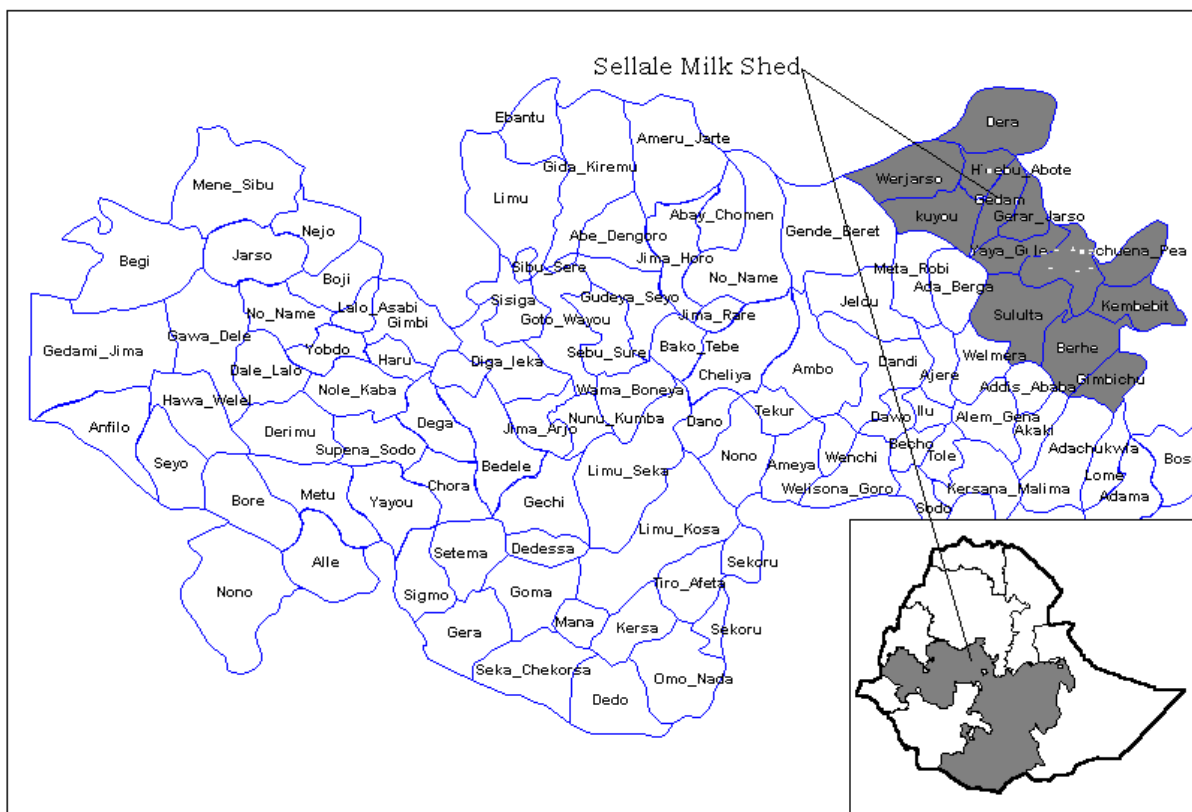 Sellale Milk Shed
Dera
Ebantu
Ameru_Jarte
Gida_Kiremu
Mene_Sibu
Werjarso
Limu
Gedam
Abay_Chomen
kuyou
Gerar_Jarso
Nejo
Abe_Dengoro
Gende_Beret
Begi
Jarso
Jima_Horo
Sibu_Sere
Meta_Robi
Boji
No_Name
Ada_Berga
Sisiga
Gudeya_Seyo
Jeldu
Lalo_Asabi
Kembebit
No_Name
Gimbi
Goto_Wayou
Jima_Rare
Sululta
Gawa_Dele
Gedami_Jima
Yobdo
Haru
Sebu_Sure
Bako_Tebe
Berhe
Diga_leka
Dandi
Welmera
Dale_Lalo
Cheliya
Ambo
Ajere
Gimbichu
Nole_Kaba
Wama_Boneya
Addis_Ababa
Hawa_Welel
Tekur
Dawo
Ilu
Alem_Gena
Anfilo
Dega
Nunu_Kumba
Dano
Akaki
Derimu
Jima_Arjo
Becho
Adachukwla
Supena_Sodo
Nono
Wenchi
Tole
Seyo
Bedele
Limu_Seka
Ameya
Lome
Chora
Welisona_Goro
Kersana_Malima
Adama
Bore
Metu
Yayou
Gechi
Sodo
Limu_Kosa
Setema
Dedessa
Alle
Sekoru
Nono
Sigmo
Goma
Tiro_Afeta
Mana
Gera
Kersa
Sekoru
Seka_Chekorsa
Omo_Nada
Dedo